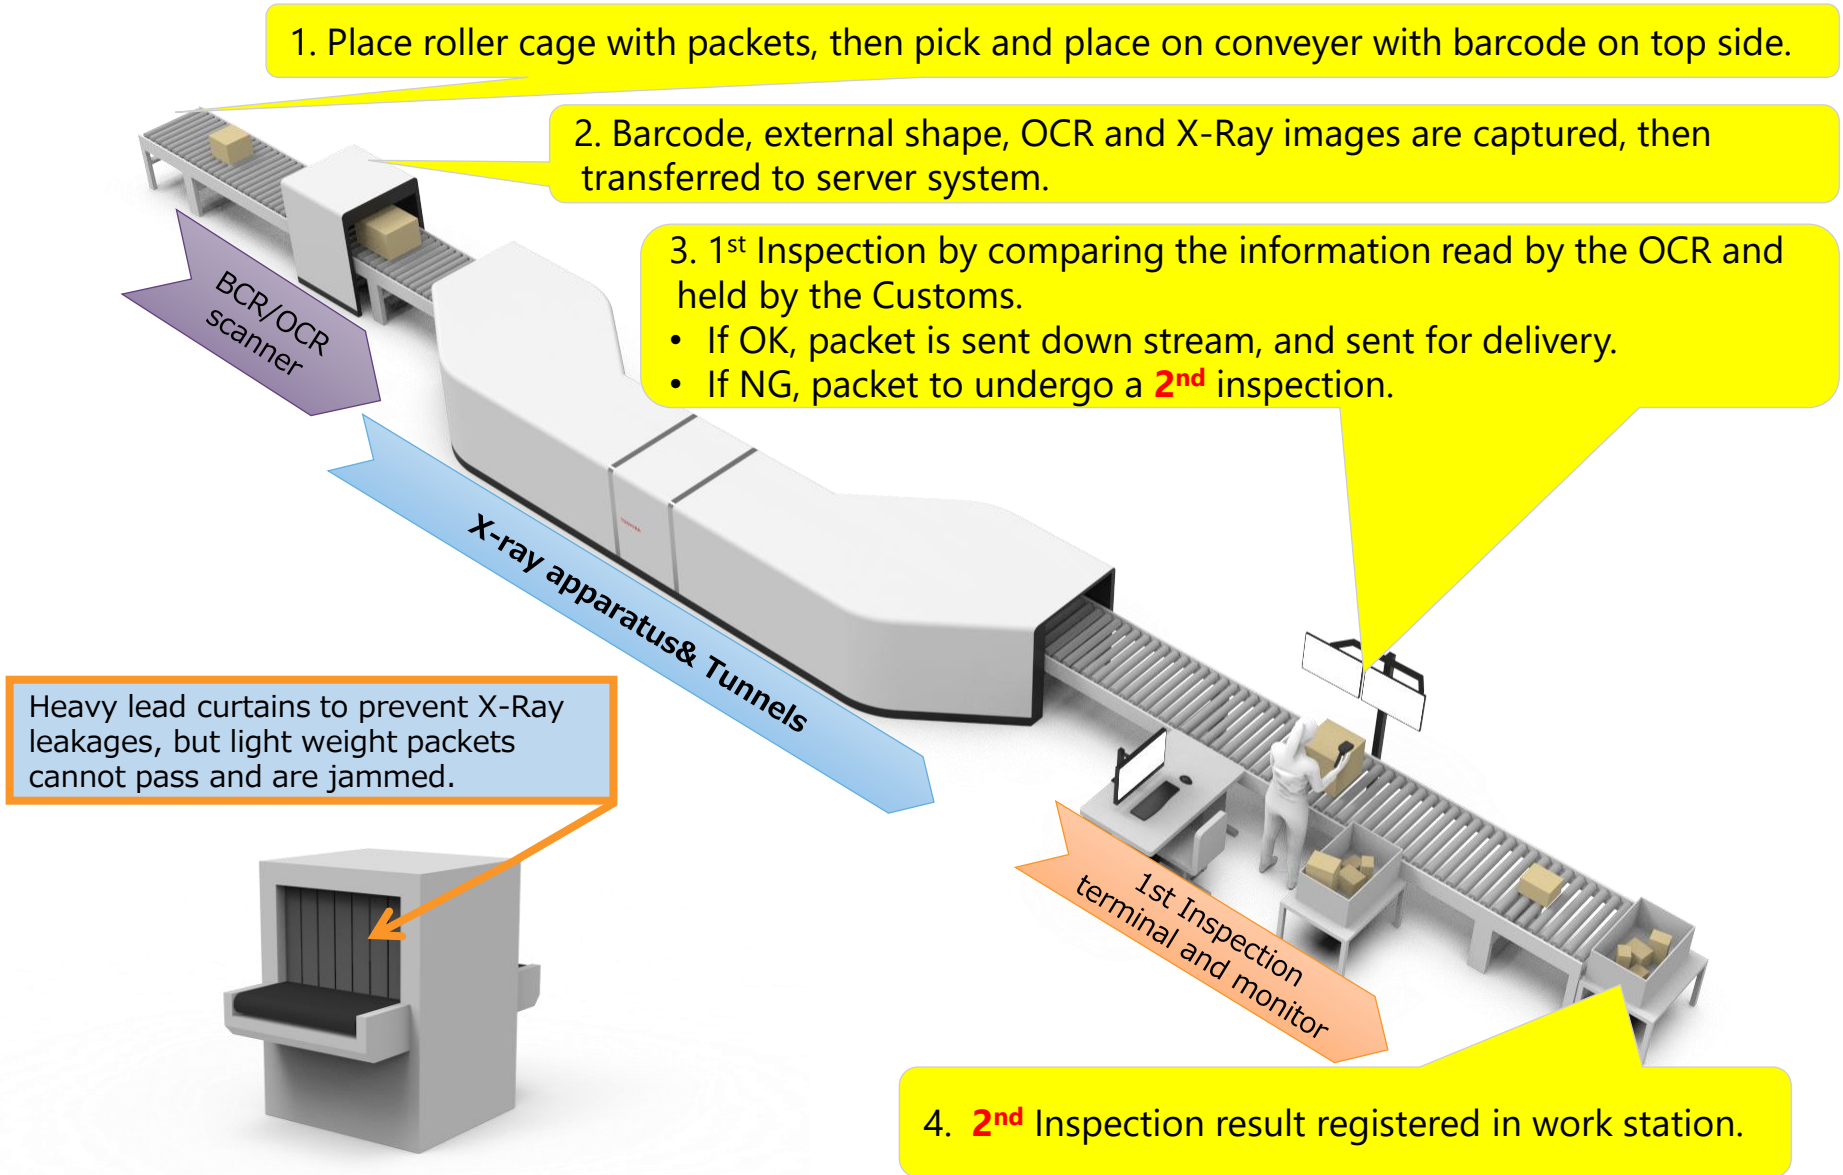 1. Place roller cage with packets, then pick and place on conveyer with barcode on top side.
2. Barcode, external shape, OCR and X-Ray images are captured, then
transferred to server system.
3. 1st Inspection by comparing the information read by the OCR and
held by the Customs.
• If OK, packet is sent down stream, and sent for delivery.
• If NG, packet to undergo a 2nd inspection.
BCR/OCR
scanner
X-ray apparatus& Tunnels
TOSHIBA
Heavy lead curtains to prevent X-Ray
leakages, but light weight packets
cannot pass and are jammed.
1st Inspection
terminal and monitor
4. 2nd Inspection result registered in work station.